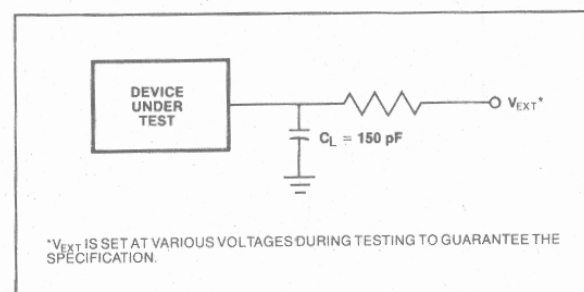 DEVICE
UNDER
TEST
V_EXT*
C_L = 150 pF
*V_EXT IS SET AT VARIOUS VOLTAGES DURING TESTING TO GUARANTEE THE
SPECIFICATION.